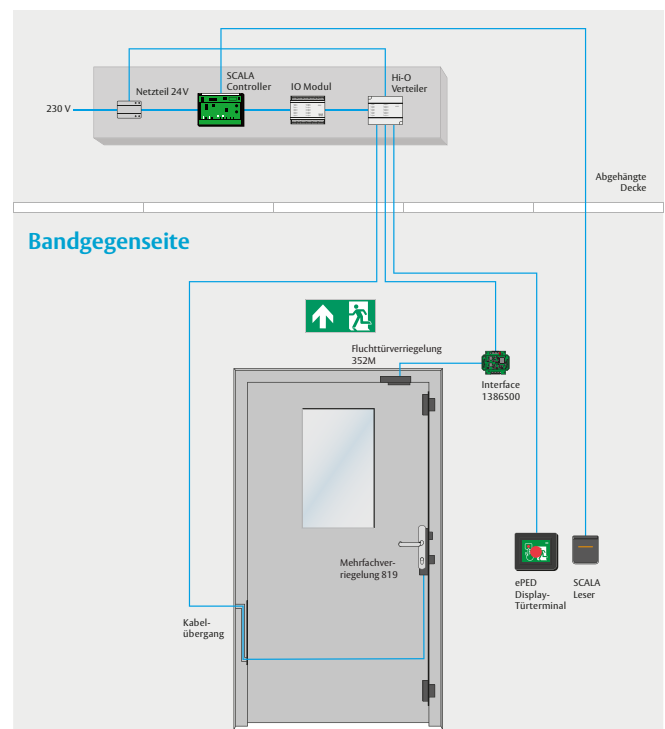 230 V
Netzteil 24V
SCALA
Controller
IO Modul
Hi-O
Verteiler
Abgehängte
Decke
Bandgegenseite
Fluchttürverriegelung
352M
Interface
1386S00
Mehrfachver-
riegelung 819
ePED
Display-
Türterminal
SCALA
Leser
Kabel-
übergang